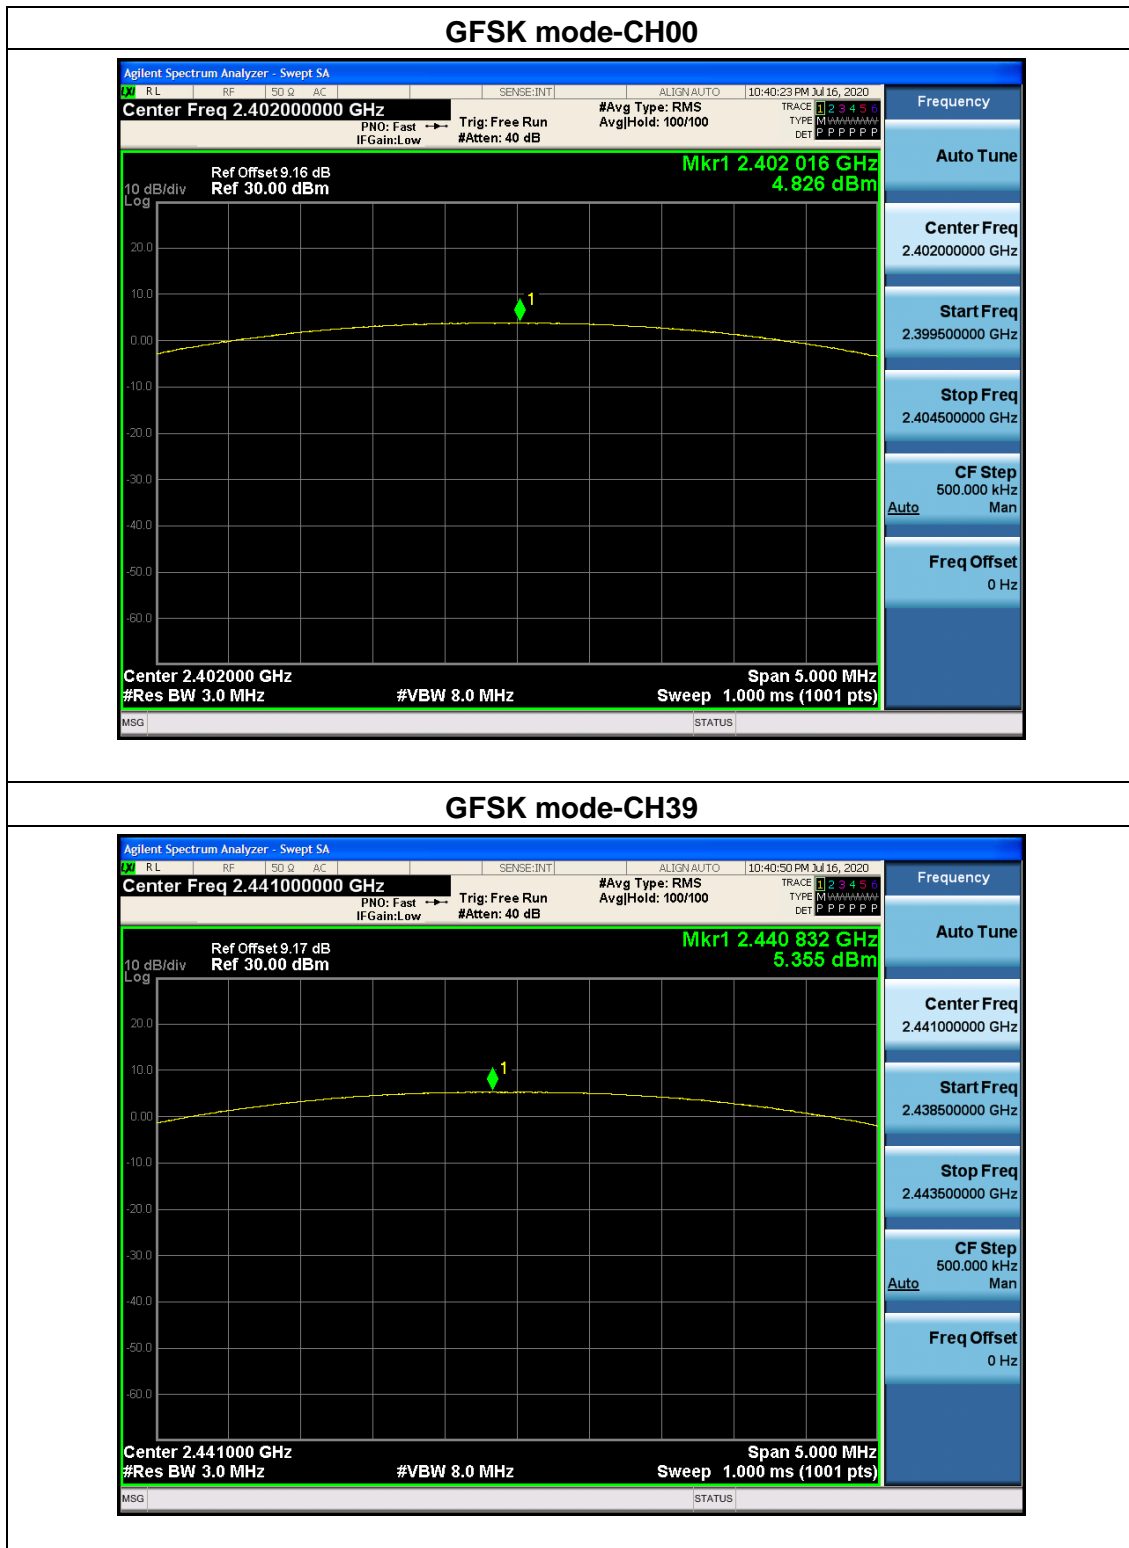 GFSK mode-CH00
Agilent Spectrum Analyzer - Swept SA
LXI RL RF 50 Ω AC SENSE:INT ALIGN AUTO 10:40:23 PM Jul 16, 2020
Center Freq 2.402000000 GHz #Avg Type: RMS TRACE 1 2 3 4 5 6
PNO: Fast Trig: Free Run Avg|Hold: 100/100 TYPE M WWWWW
IFGain:Low #Atten: 40 dB DET P P P P P P
Frequency
Auto Tune
Center Freq
2.402000000 GHz
Start Freq
2.399500000 GHz
Stop Freq
2.404500000 GHz
CF Step
500.000 kHz
Auto Man
Freq Offset
0 Hz
Mkr1 2.402 016 GHz
4.826 dBm
Ref Offset 9.16 dB
10 dB/div Ref 30.00 dBm
Log
20.0
10.0
1
0.00
-10.0
-20.0
-30.0
-40.0
-50.0
-60.0
Center 2.402000 GHz Span 5.000 MHz
#Res BW 3.0 MHz #VBW 8.0 MHz Sweep 1.000 ms (1001 pts)
MSG STATUS
GFSK mode-CH39
Agilent Spectrum Analyzer - Swept SA
LXI RL RF 50 Ω AC SENSE:INT ALIGN AUTO 10:40:50 PM Jul 16, 2020
Center Freq 2.441000000 GHz #Avg Type: RMS TRACE 1 2 3 4 5 6
PNO: Fast Trig: Free Run Avg|Hold: 100/100 TYPE M WWWWW
IFGain:Low #Atten: 40 dB DET P P P P P P
Frequency
Auto Tune
Center Freq
2.441000000 GHz
Start Freq
2.438500000 GHz
Stop Freq
2.443500000 GHz
CF Step
500.000 kHz
Auto Man
Freq Offset
0 Hz
Mkr1 2.440 832 GHz
5.355 dBm
Ref Offset 9.17 dB
10 dB/div Ref 30.00 dBm
Log
20.0
10.0
1
0.00
-10.0
-20.0
-30.0
-40.0
-50.0
-60.0
Center 2.441000 GHz Span 5.000 MHz
#Res BW 3.0 MHz #VBW 8.0 MHz Sweep 1.000 ms (1001 pts)
MSG STATUS